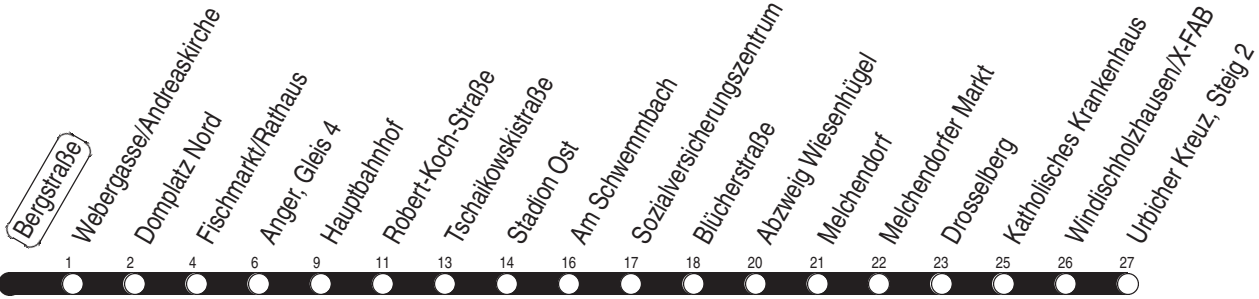 Bergstraße
Webergasse/Andreaskirche
Domplatz Nord
Fischmarkt/Rathaus
Anger, Gleis 4
Hauptbahnhof
Robert-Koch-Straße
Tschaikowskistraße
Stadion Ost
Am Schwemmbach
Sozialversicherungszentrum
Blücherstraße
Abzweig Wiesenhügel
Melchendorf
Melchendorfer Markt
Drosselberg
Katholisches Krankenhaus
Windischholzhausen/X-FAB
Urbicher Kreuz, Steig 2
1 2 4 6 9 11 13 14 16 17 18 20 21 22 23 25 26 27